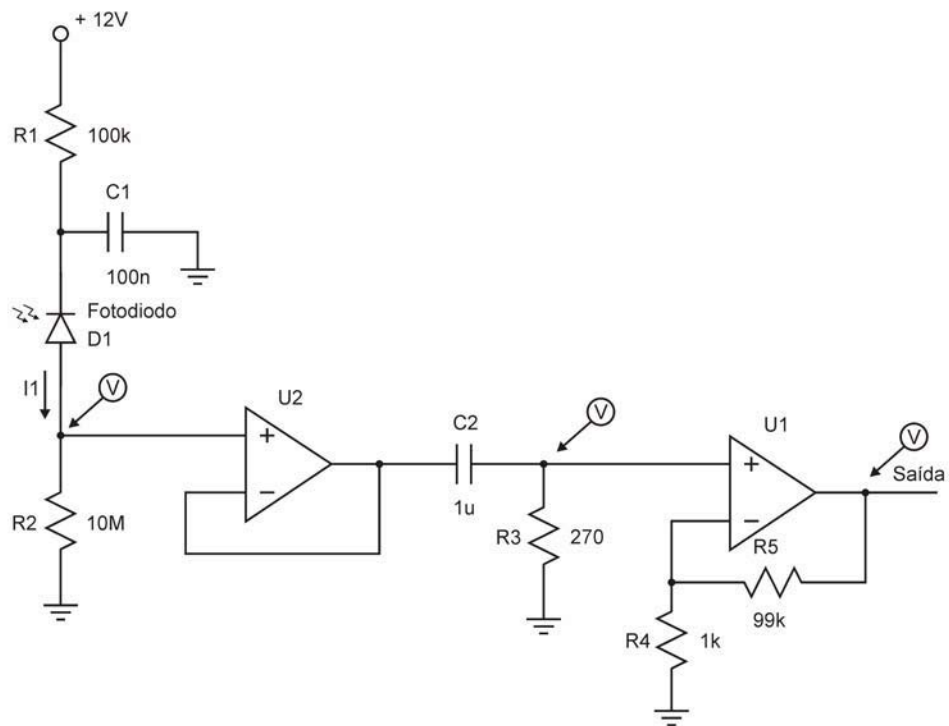 + 12V
R1
100k
C1
100n
Fotodiodo
D1
I1
V
U2
+
−
R2
10M
C2
1u
V
R3
270
U1
V
Saída
+
−
R5
99k
R4
1k